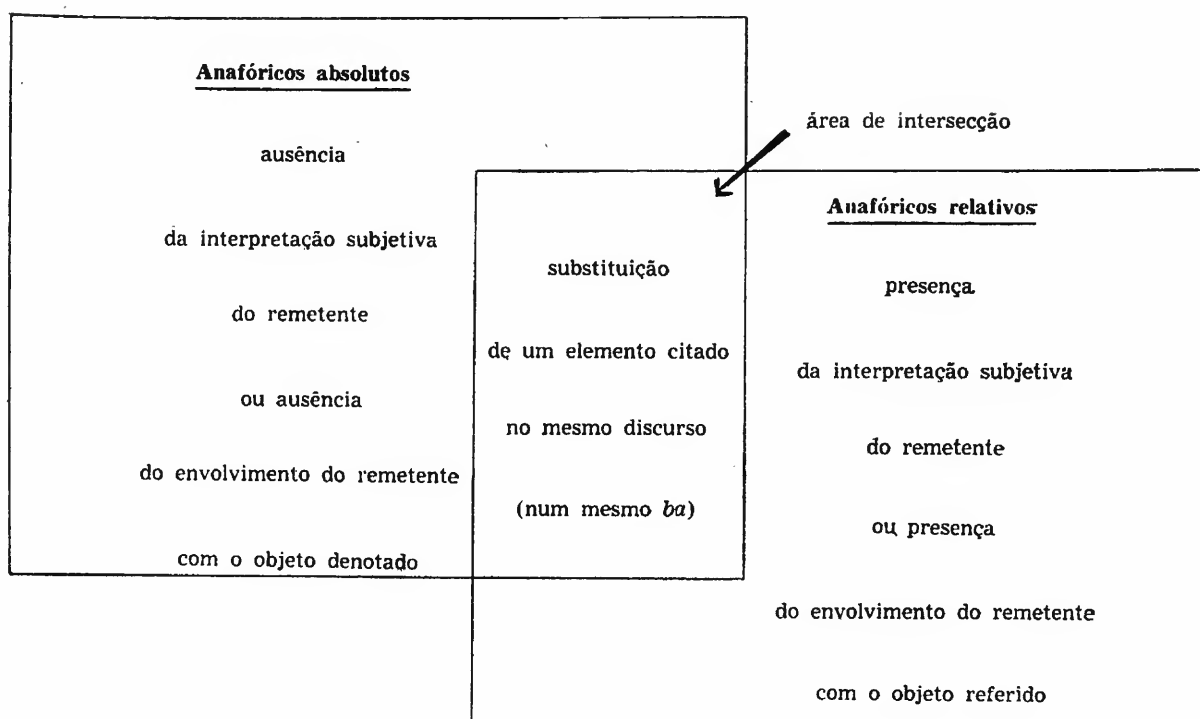 Anafóricos absolutos
ausência
da interpretação subjetiva
do remetente
ou ausência
do envolvimento do remetente
com o objeto denotado
área de intersecção
substituição
de um elemento citado
no mesmo discurso
(num mesmo ba)
Anafóricos relativos
presença
da interpretação subjetiva
do remetente
ou presença
do envolvimento do remetente
com o objeto referido